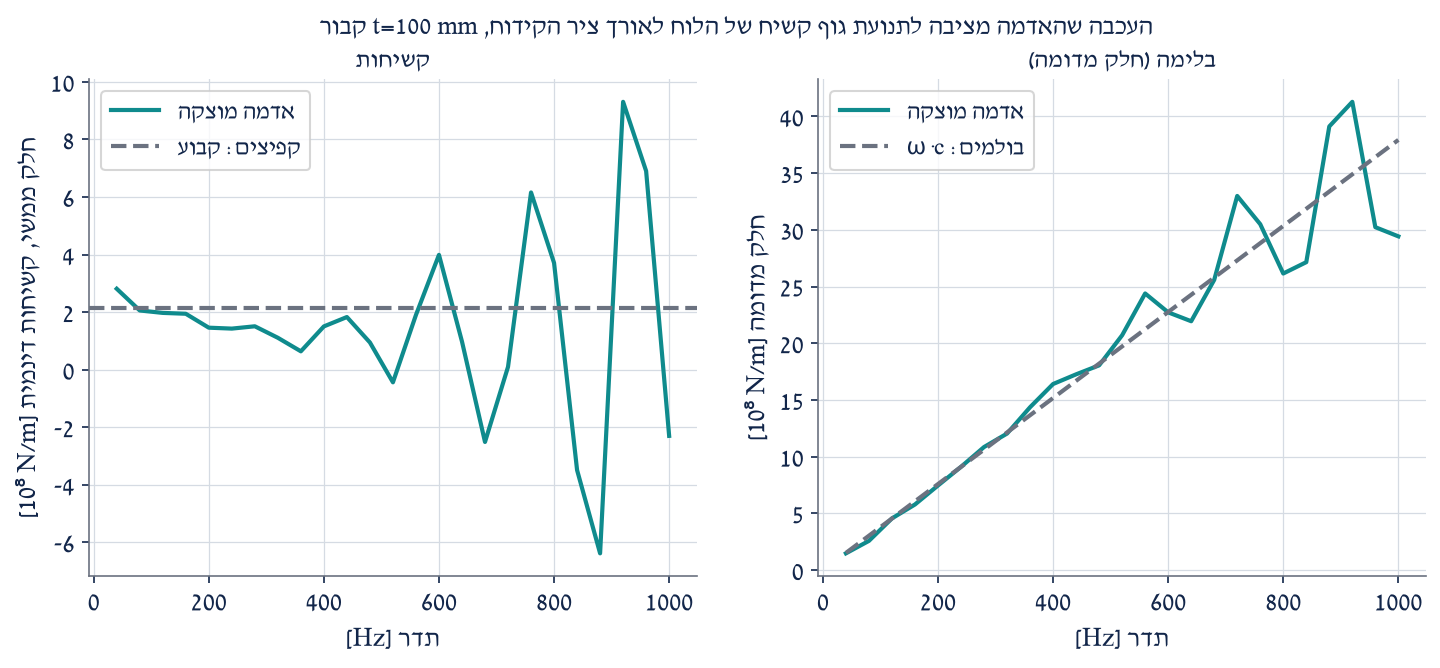 העכבה שהאדמה מציבה לתנועת גוף קשיח של הלוח לאורך ציר הקידוח, t=100 mm קבור
קשיחות
חלק ממשי, קשיחות דינמית [10⁸ N/m]
10
8
6
4
2
0
-2
-4
-6
אדמה מוצקה
קפיצים: קבוע
0 200 400 600 800 1000
תדר [Hz]
בלימה (חלק מדומה)
חלק מדומה [10⁸ N/m]
40
35
30
25
20
15
10
5
0
אדמה מוצקה
בולמים: ω·c
0 200 400 600 800 1000
תדר [Hz]